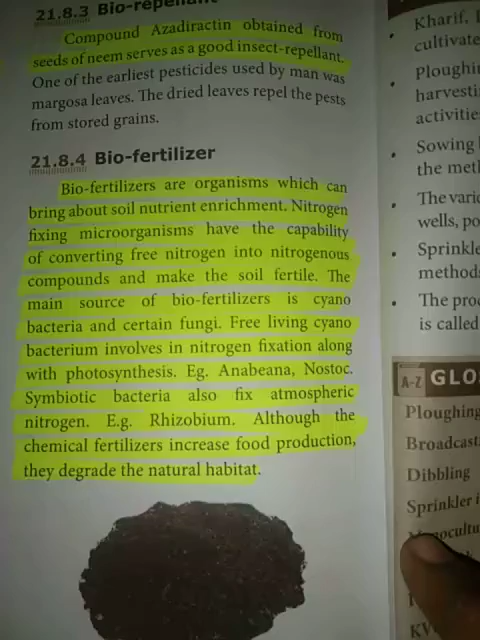 21.8.3 Bio-repellant
Compound Azadiractin obtained from
seeds of neem serves as a good insect-repellant.
One of the earliest pesticides used by man was
margosa leaves. The dried leaves repel the pests
from stored grains.
21.8.4 Bio-fertilizer
Bio-fertilizers are organisms which can
bring about soil nutrient enrichment. Nitrogen
fixing microorganisms have the capability
of converting free nitrogen into nitrogenous
compounds and make the soil fertile. The
main source of bio-fertilizers is cyano
bacteria and certain fungi. Free living cyano
bacterium involves in nitrogen fixation along
with photosynthesis. Eg. Anabeana, Nostoc.
Symbiotic bacteria also fix atmospheric
nitrogen. E.g. Rhizobium. Although the
chemical fertilizers increase food production,
they degrade the natural habitat.
• Kharif,
cultivate
• Ploughi
harvesti
activitie
• Sowing
the met
• The vari
wells, po
• Sprinkle
methods
• The pro
is called
A-Z GLO
Ploughing
Broadcast
Dibbling
Sprinkler i
KV